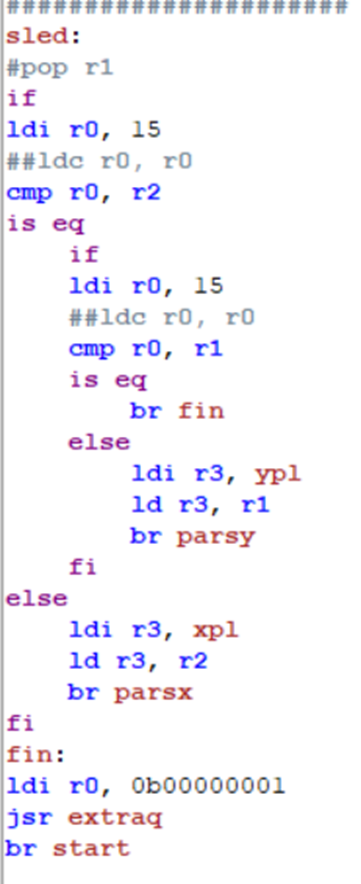 ######################
sled:
#pop r1
if
ldi r0, 15
##ldc r0, r0
cmp r0, r2
is eq
    if
    ldi r0, 15
    ##ldc r0, r0
    cmp r0, r1
    is eq
        br fin
    else
        ldi r3, ypl
        ld r3, r1
        br parsy
    fi
else
    ldi r3, xpl
    ld r3, r2
    br parsx
fi
fin:
ldi r0, 0b00000001
jsr extraq
br start